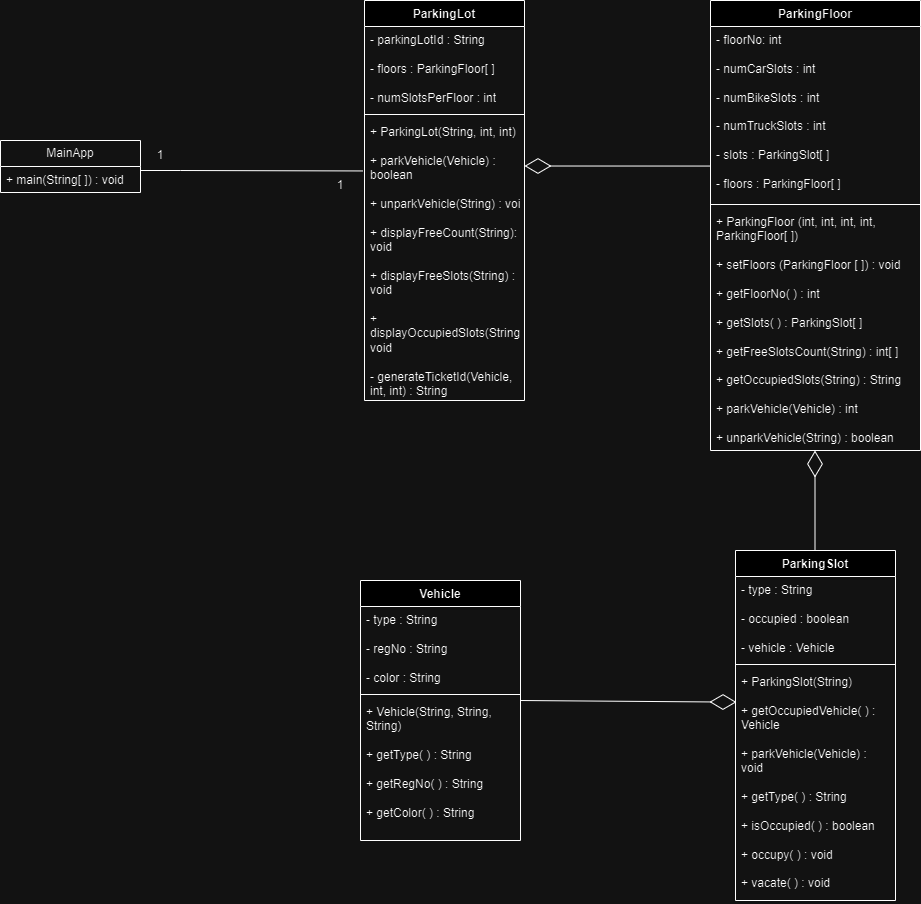 ParkingLot
- parkingLotId : String
- floors : ParkingFloor[ ]
- numSlotsPerFloor : int
+ ParkingLot(String, int, int)
+ parkVehicle(Vehicle) :
boolean
+ unparkVehicle(String) : voi
+ displayFreeCount(String):
void
+ displayFreeSlots(String) :
void
+
displayOccupiedSlots(String
void
- generateTicketId(Vehicle,
int, int) : String
ParkingFloor
- floorNo: int
- numCarSlots : int
- numBikeSlots : int
- numTruckSlots : int
- slots : ParkingSlot[ ]
- floors : ParkingFloor[ ]
+ ParkingFloor (int, int, int, int,
ParkingFloor[ ])
+ setFloors (ParkingFloor [ ]) : void
+ getFloorNo( ) : int
+ getSlots( ) : ParkingSlot[ ]
+ getFreeSlotsCount(String) : int[ ]
+ getOccupiedSlots(String) : String
+ parkVehicle(Vehicle) : int
+ unparkVehicle(String) : boolean
MainApp
+ main(String[ ]) : void
1
1
Vehicle
- type : String
- regNo : String
- color : String
+ Vehicle(String, String,
String)
+ getType( ) : String
+ getRegNo( ) : String
+ getColor( ) : String
ParkingSlot
- type : String
- occupied : boolean
- vehicle : Vehicle
+ ParkingSlot(String)
+ getOccupiedVehicle( ) :
Vehicle
+ parkVehicle(Vehicle) :
void
+ getType( ) : String
+ isOccupied( ) : boolean
+ occupy( ) : void
+ vacate( ) : void